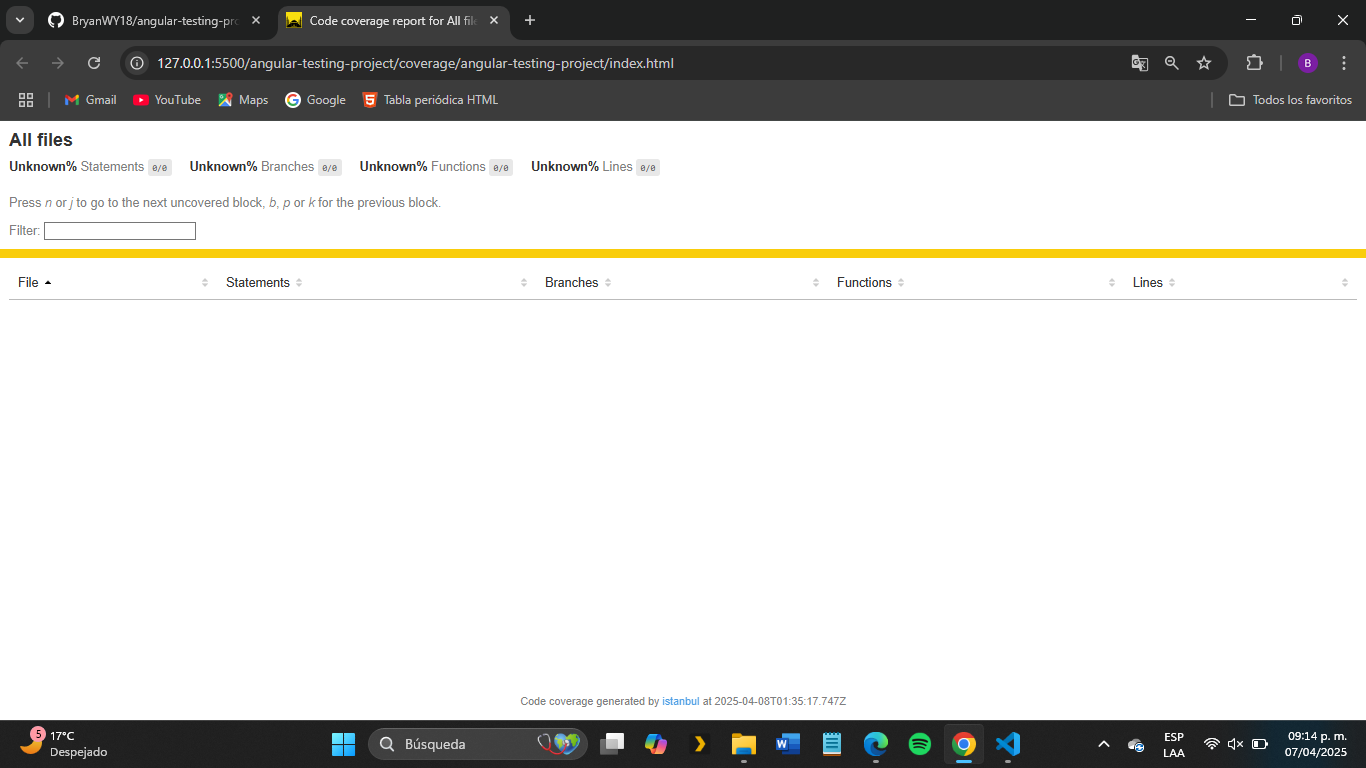 BryanWY18/angular-testing-pro
Code coverage report for All file
127.0.0.1:5500/angular-testing-project/coverage/angular-testing-project/index.html
B
Gmail
YouTube
Maps
Google
Tabla periódica HTML
Todos los favoritos
All files
Unknown% Statements 0/0
Unknown% Branches 0/0
Unknown% Functions 0/0
Unknown% Lines 0/0
Press n or j to go to the next uncovered block, b, p or k for the previous block.
Filter:
File
Statements
Branches
Functions
Lines
Code coverage generated by istanbul at 2025-04-08T01:35:17.747Z
5
17°C
Despejado
Búsqueda
ESP
LAA
09:14 p. m.
07/04/2025